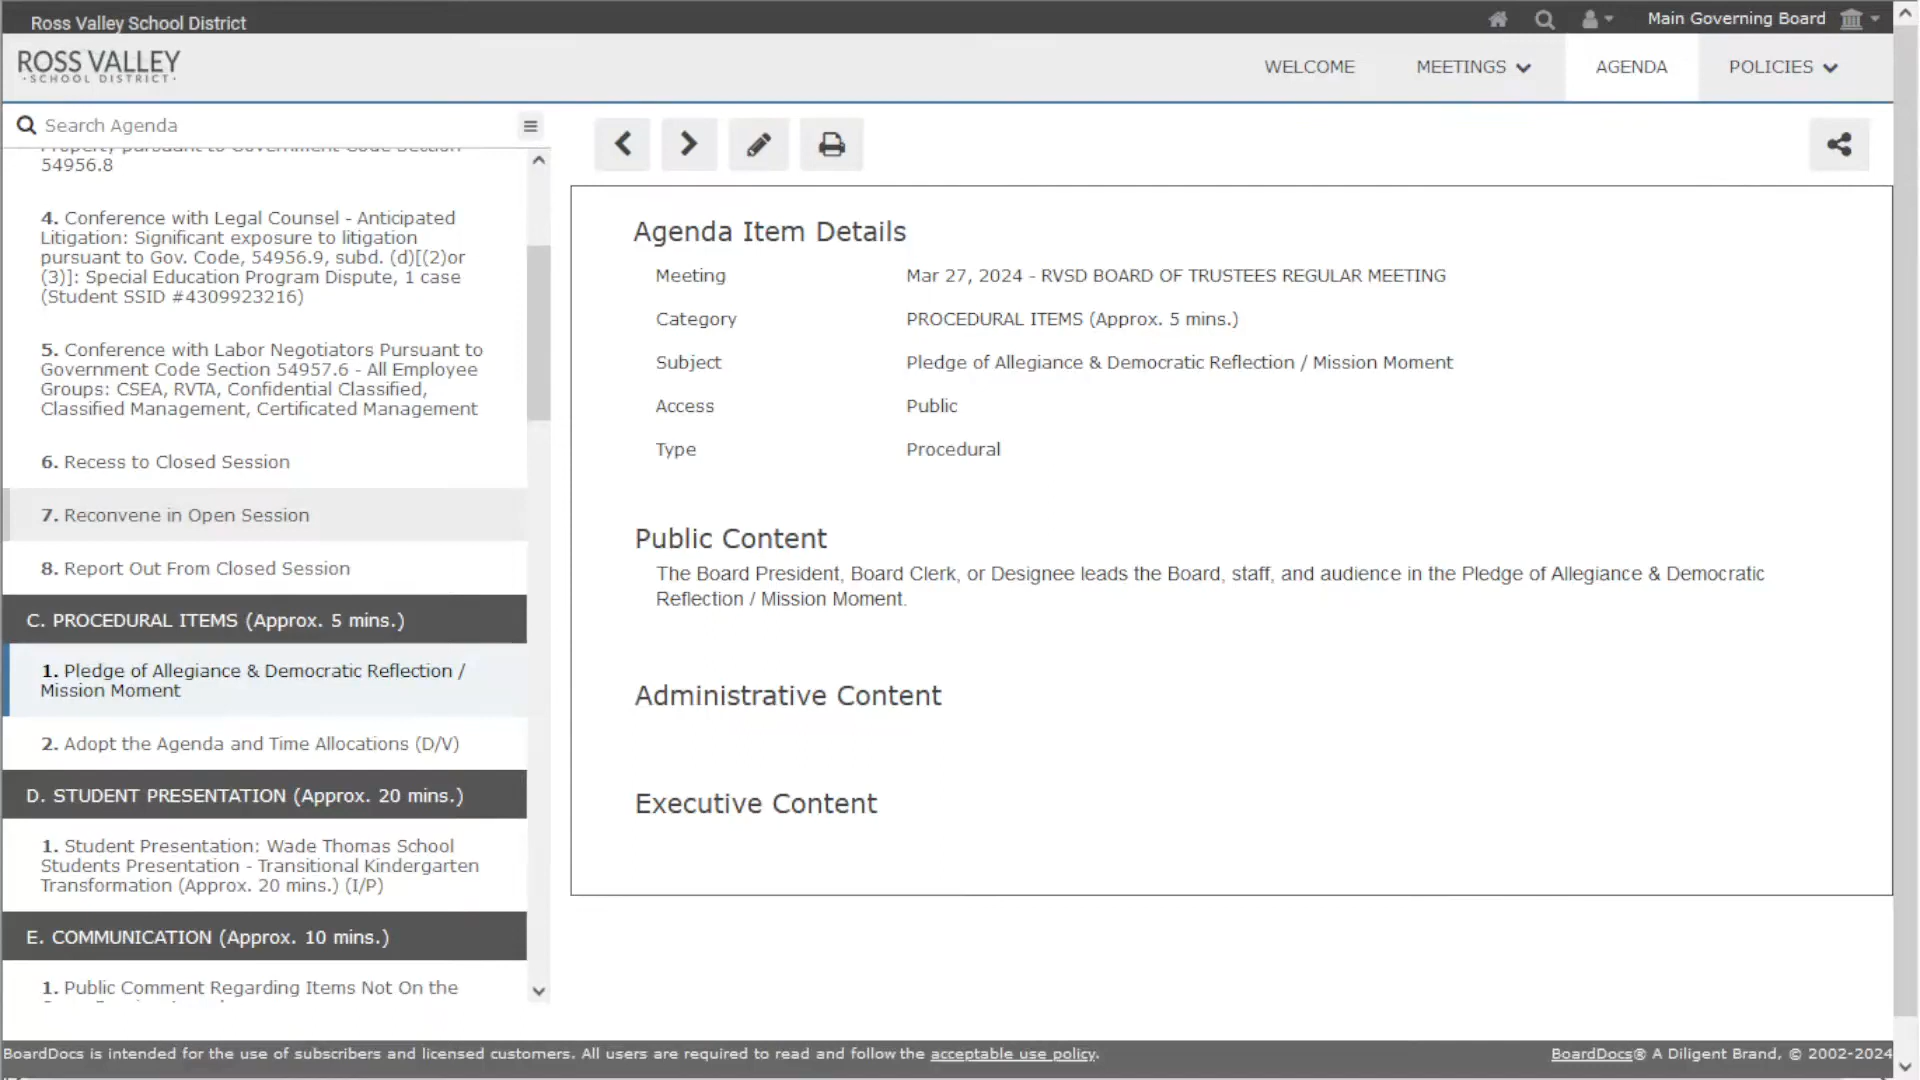 Ross Valley School District
Main Governing Board
ROSS VALLEY
·SCHOOL DISTRICT·
WELCOME
MEETINGS
AGENDA
POLICIES
Search Agenda
Property pursuant to Government Code Section
54956.8
4. Conference with Legal Counsel - Anticipated
Litigation: Significant exposure to litigation
pursuant to Gov. Code, 54956.9, subd. (d)[(2)or
(3)]: Special Education Program Dispute, 1 case
(Student SSID #4309923216)
5. Conference with Labor Negotiators Pursuant to
Government Code Section 54957.6 - All Employee
Groups: CSEA, RVTA, Confidential Classified,
Classified Management, Certificated Management
6. Recess to Closed Session
7. Reconvene in Open Session
8. Report Out From Closed Session
C. PROCEDURAL ITEMS (Approx. 5 mins.)
1. Pledge of Allegiance & Democratic Reflection /
Mission Moment
2. Adopt the Agenda and Time Allocations (D/V)
D. STUDENT PRESENTATION (Approx. 20 mins.)
1. Student Presentation: Wade Thomas School
Students Presentation - Transitional Kindergarten
Transformation (Approx. 20 mins.) (I/P)
E. COMMUNICATION (Approx. 10 mins.)
1. Public Comment Regarding Items Not On the
Agenda Item Details
Meeting
Mar 27, 2024 - RVSD BOARD OF TRUSTEES REGULAR MEETING
Category
PROCEDURAL ITEMS (Approx. 5 mins.)
Subject
Pledge of Allegiance & Democratic Reflection / Mission Moment
Access
Public
Type
Procedural
Public Content
The Board President, Board Clerk, or Designee leads the Board, staff, and audience in the Pledge of Allegiance & Democratic
Reflection / Mission Moment.
Administrative Content
Executive Content
BoardDocs is intended for the use of subscribers and licensed customers. All users are required to read and follow the acceptable use policy.
BoardDocs® A Diligent Brand, © 2002-2024